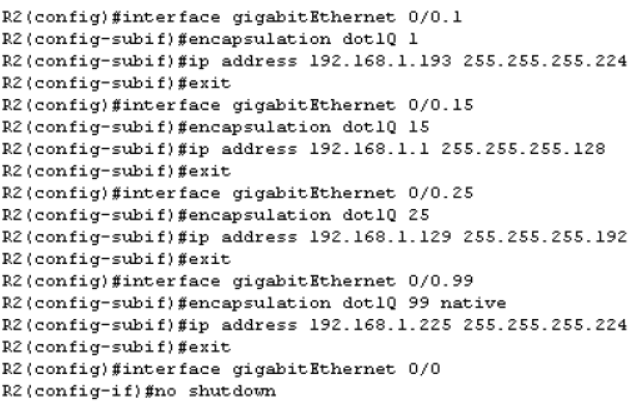 R2(config)#interface gigabitEthernet 0/0.1
R2(config-subif)#encapsulation dot1Q 1
R2(config-subif)#ip address 192.168.1.193 255.255.255.224
R2(config-subif)#exit
R2(config)#interface gigabitEthernet 0/0.15
R2(config-subif)#encapsulation dot1Q 15
R2(config-subif)#ip address 192.168.1.1 255.255.255.128
R2(config-subif)#exit
R2(config)#interface gigabitEthernet 0/0.25
R2(config-subif)#encapsulation dot1Q 25
R2(config-subif)#ip address 192.168.1.129 255.255.255.192
R2(config-subif)#exit
R2(config)#interface gigabitEthernet 0/0.99
R2(config-subif)#encapsulation dot1Q 99 native
R2(config-subif)#ip address 192.168.1.225 255.255.255.224
R2(config-subif)#exit
R2(config)#interface gigabitEthernet 0/0
R2(config-if)#no shutdown